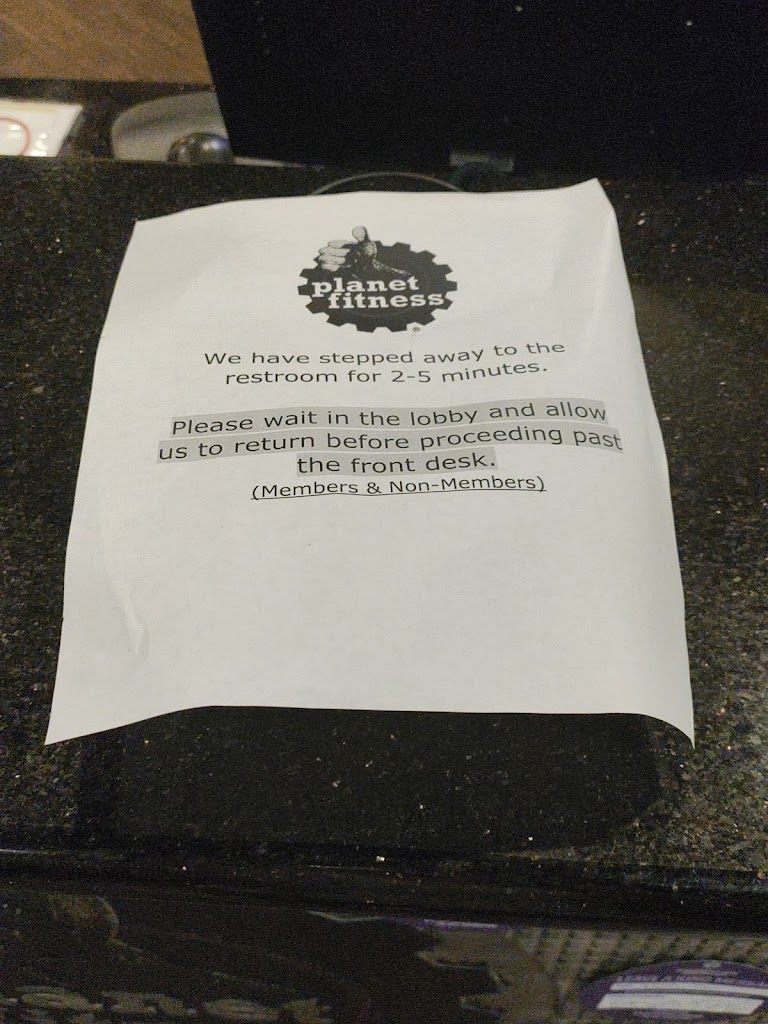 planet
fitness
®
We have stepped away to the
restroom for 2-5 minutes.
Please wait in the lobby and allow
us to return before proceeding past
the front desk.
(Members & Non-Members)